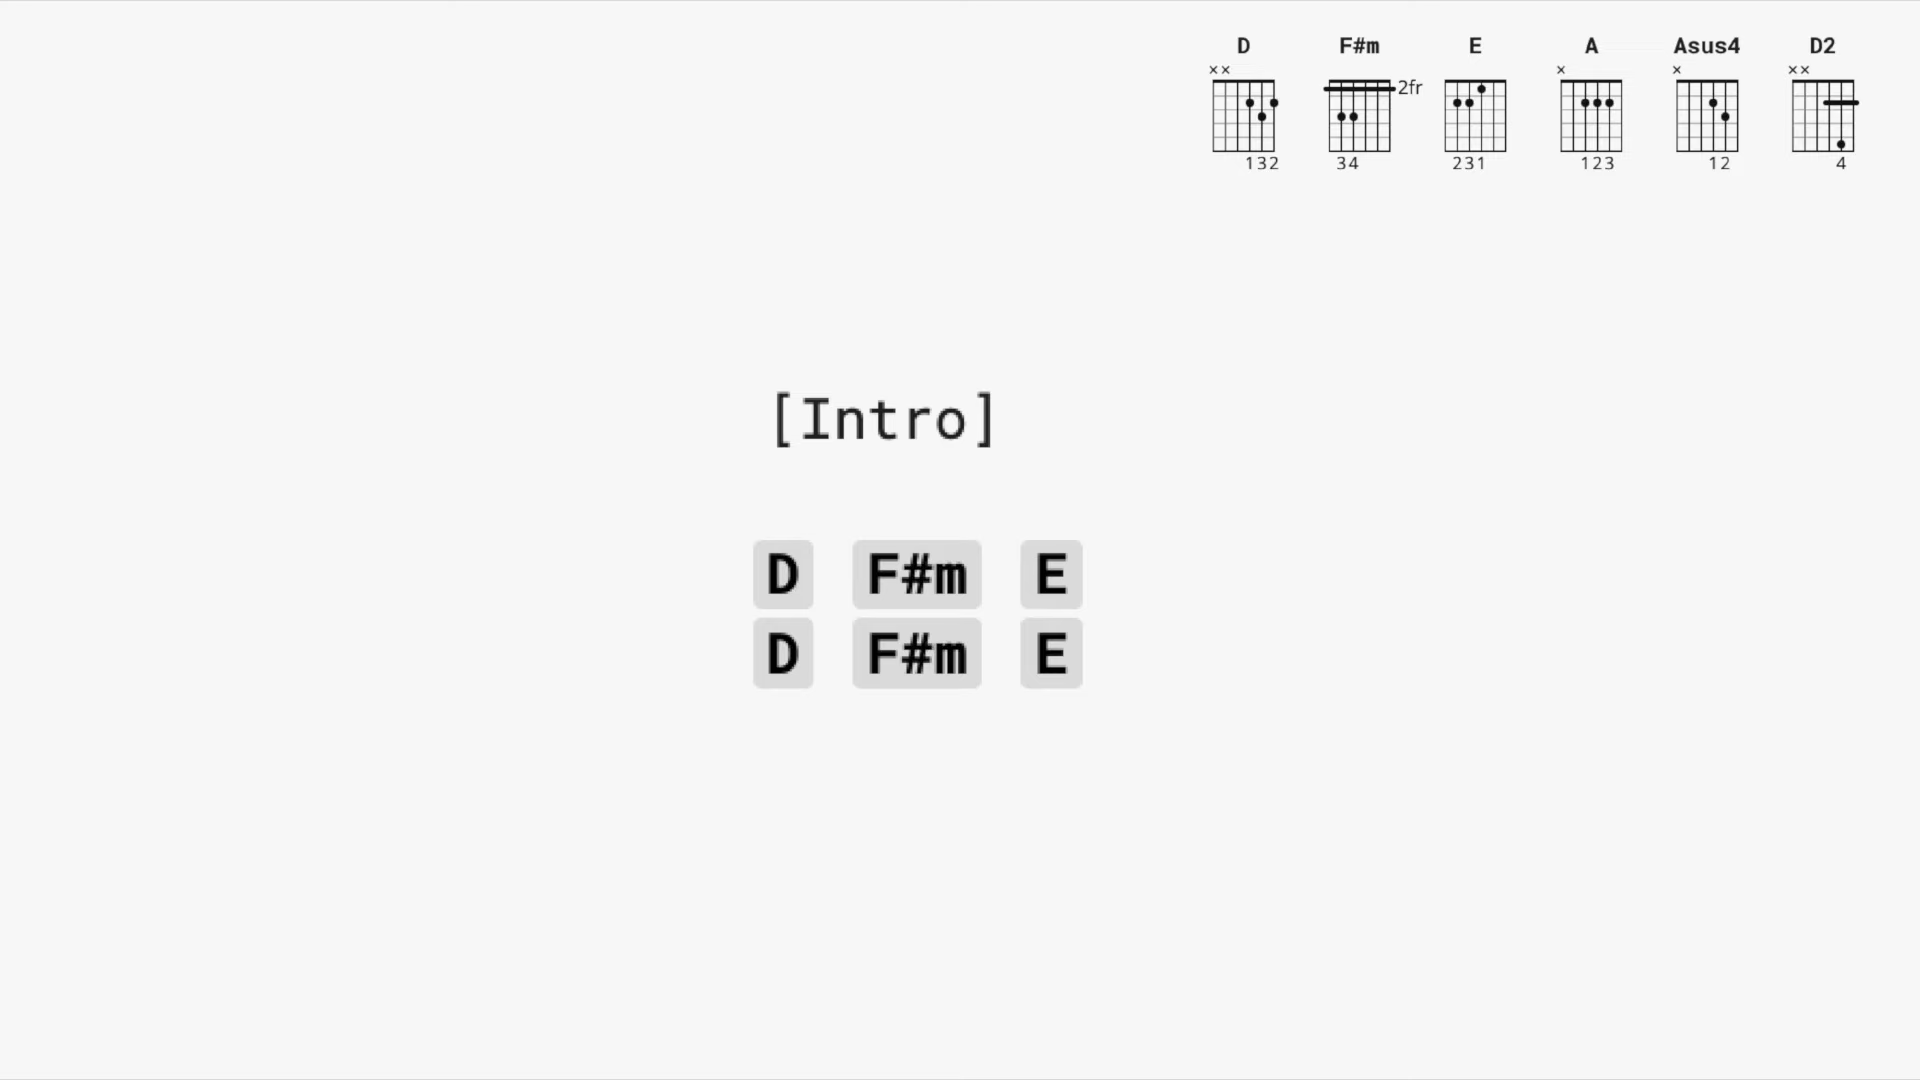 D F#m E A Asus4 D2
×× × × ××
2fr
132 34 231 123 12 4
[Intro]
D F#m E
D F#m E